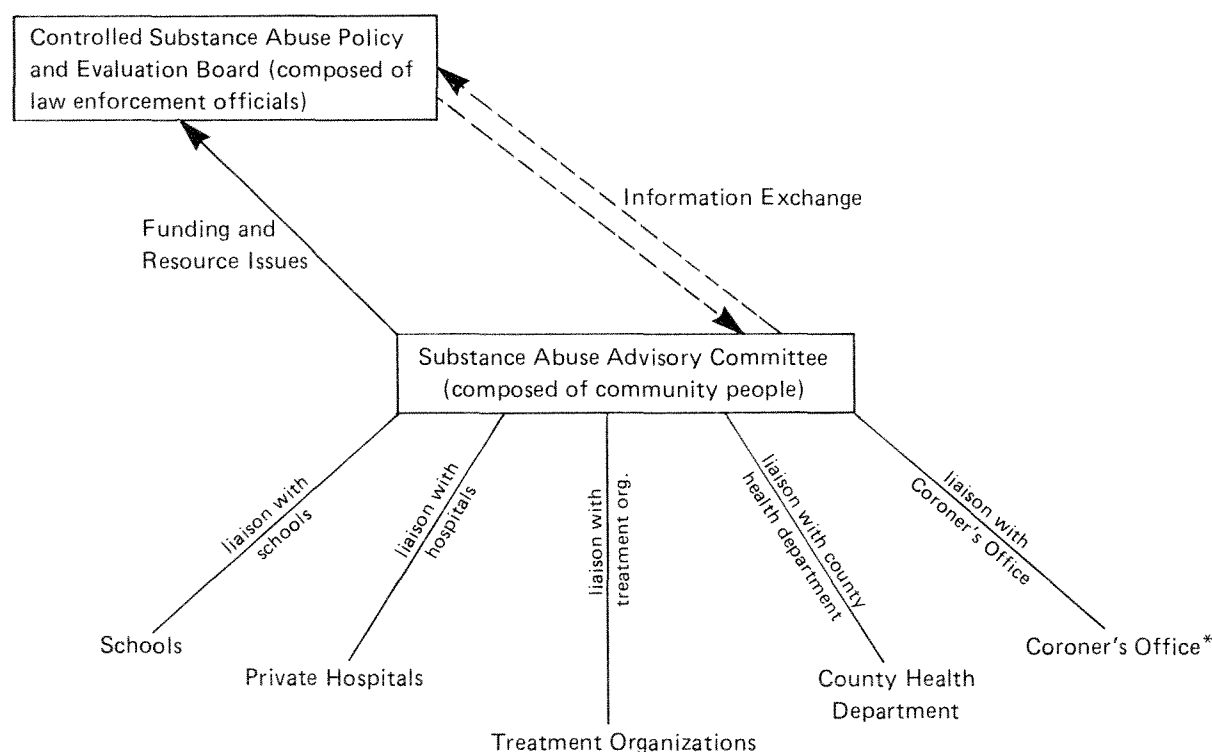 Controlled Substance Abuse Policy
and Evaluation Board (composed of
law enforcement officials)
Information Exchange
Funding and
Resource Issues
Substance Abuse Advisory Committee
(composed of community people)
liaison with
schools
liaison with
hospitals
liaison with
treatment org.
liaison with county
health department
liaison with
Coroner's Office
Schools
Private Hospitals
Treatment Organizations
County Health
Department
Coroner's Office*